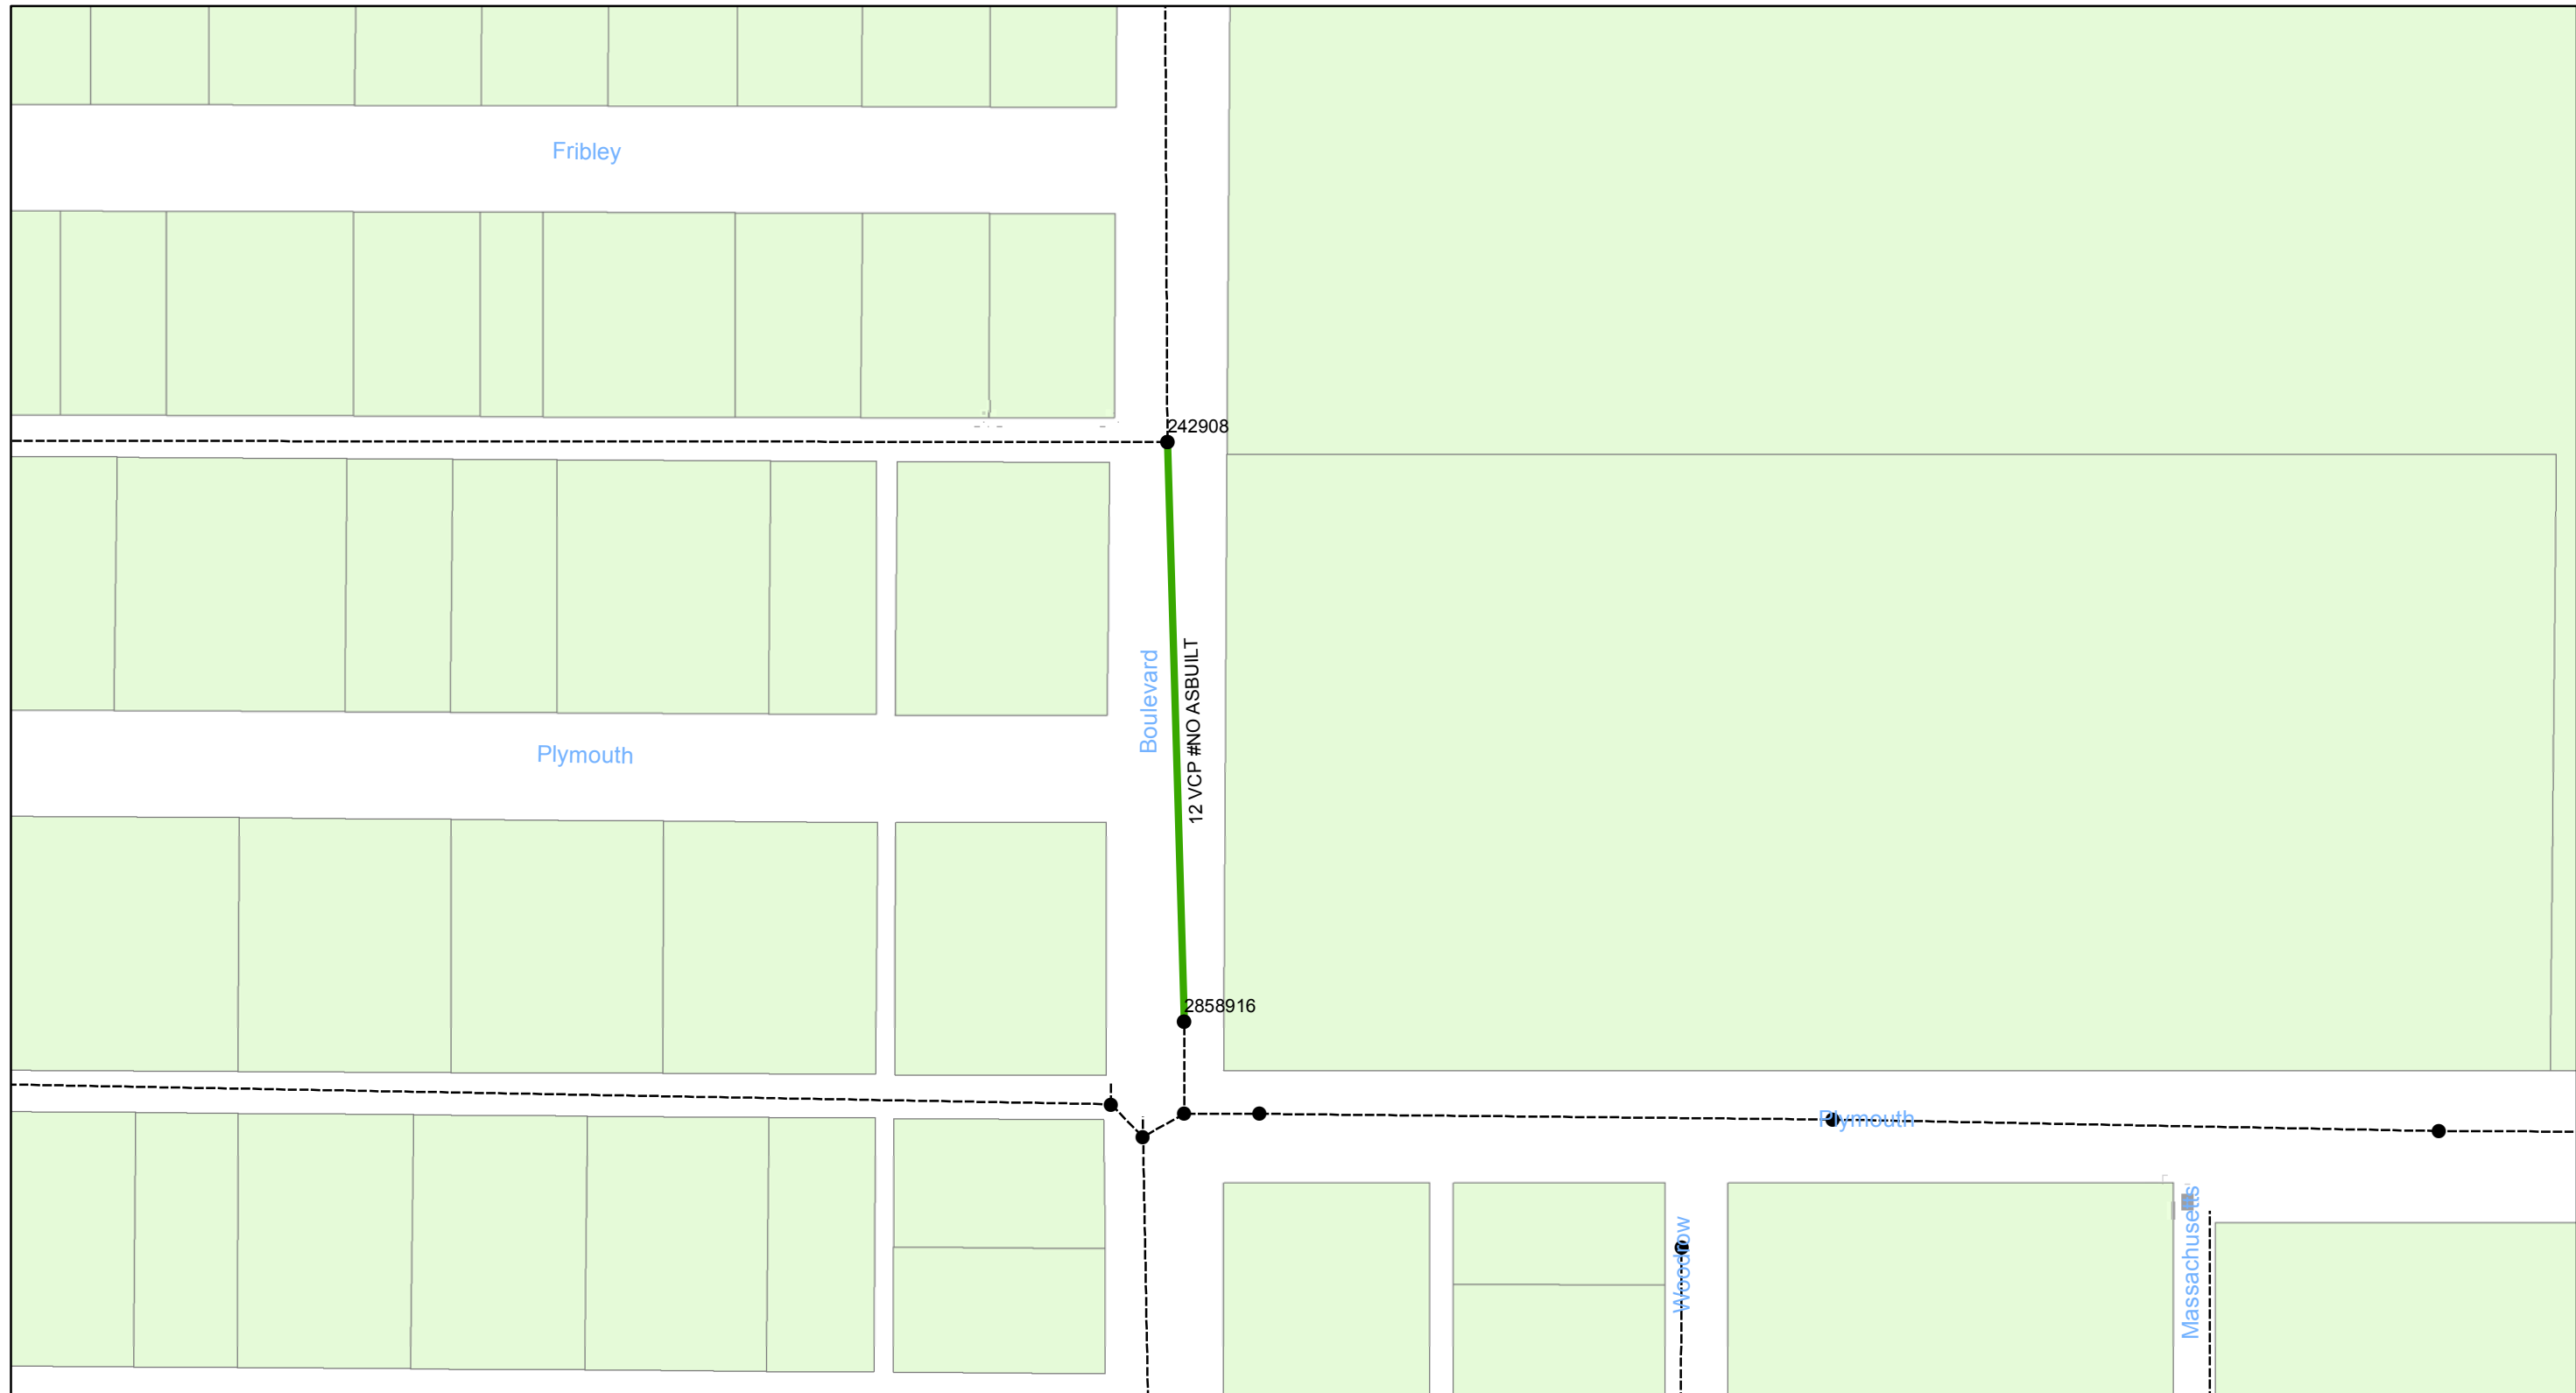 Fribley
242908
Boulevard
12 VCP #NO ASBUILT
Plymouth
2858916
Plymouth
Woodrow
Massachusetts